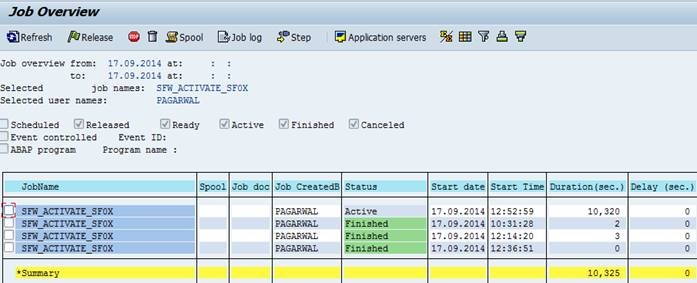 Job Overview
Refresh Release Spool Job log Step Application servers
Job overview from: 17.09.2014 at: : :
to: 17.09.2014 at: : :
Selected job names: SFW_ACTIVATE_SFOX
Selected user names: PAGARWAL
Scheduled Released Ready Active Finished Canceled
Event controlled Event ID:
ABAP program Program name :
JobName Spool Job doc Job CreatedB Status Start date Start Time Duration(sec.) Delay (sec.)
SFW_ACTIVATE_SFOX PAGARWAL Active 17.09.2014 12:52:59 10,320 0
SFW_ACTIVATE_SFOX PAGARWAL Finished 17.09.2014 10:31:28 2 0
SFW_ACTIVATE_SFOX PAGARWAL Finished 17.09.2014 12:14:20 3 0
SFW_ACTIVATE_SFOX PAGARWAL Finished 17.09.2014 12:36:51 0 0
*Summary 10,325 0